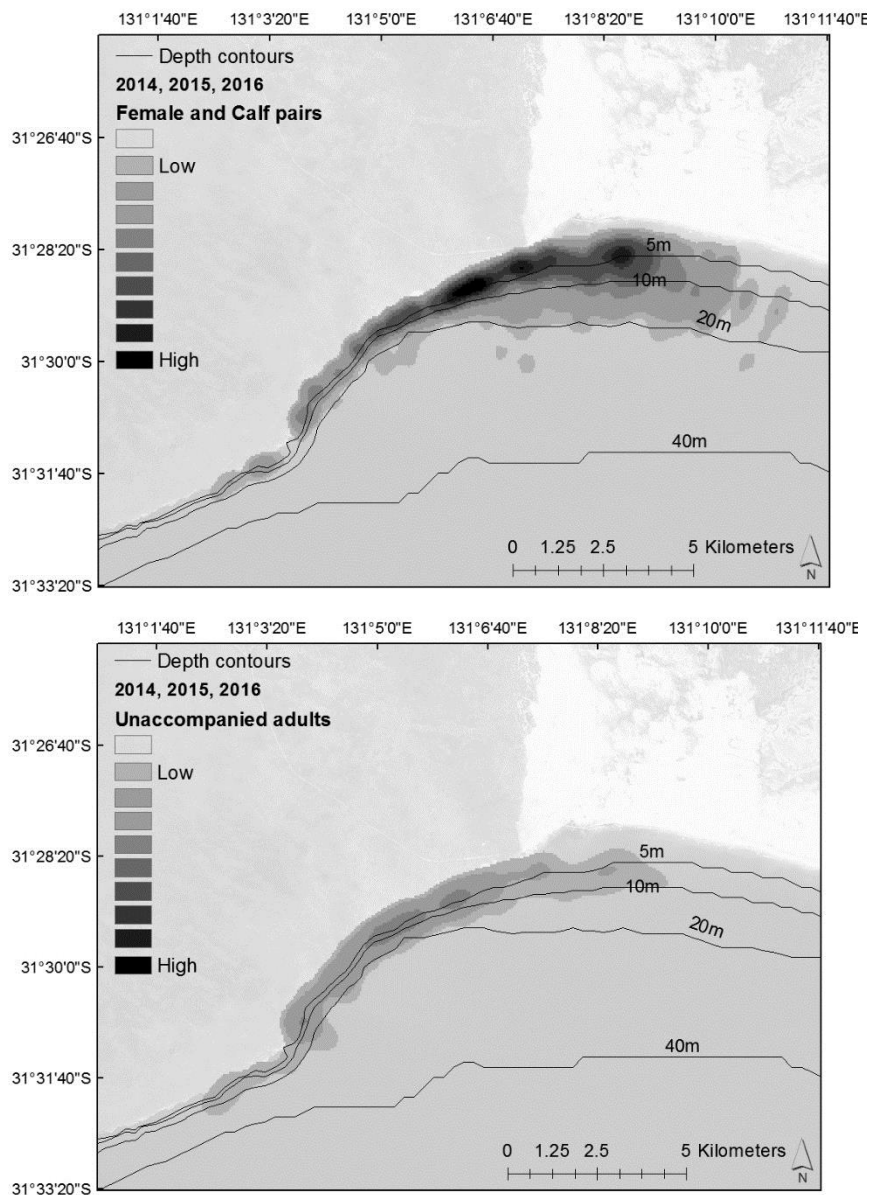 131°1'40"E 131°3'20"E 131°5'0"E 131°6'40"E 131°8'20"E 131°10'0"E 131°11'40"E
Depth contours
2014, 2015, 2016
Female and Calf pairs
Low
High
31°26'40"S
31°28'20"S
31°30'0"S
31°31'40"S
31°33'20"S
5m
10m
20m
40m
0 1.25 2.5 5 Kilometers
N
131°1'40"E 131°3'20"E 131°5'0"E 131°6'40"E 131°8'20"E 131°10'0"E 131°11'40"E
Depth contours
2014, 2015, 2016
Unaccompanied adults
Low
High
31°26'40"S
31°28'20"S
31°30'0"S
31°31'40"S
31°33'20"S
5m
10m
20m
40m
0 1.25 2.5 5 Kilometers
N